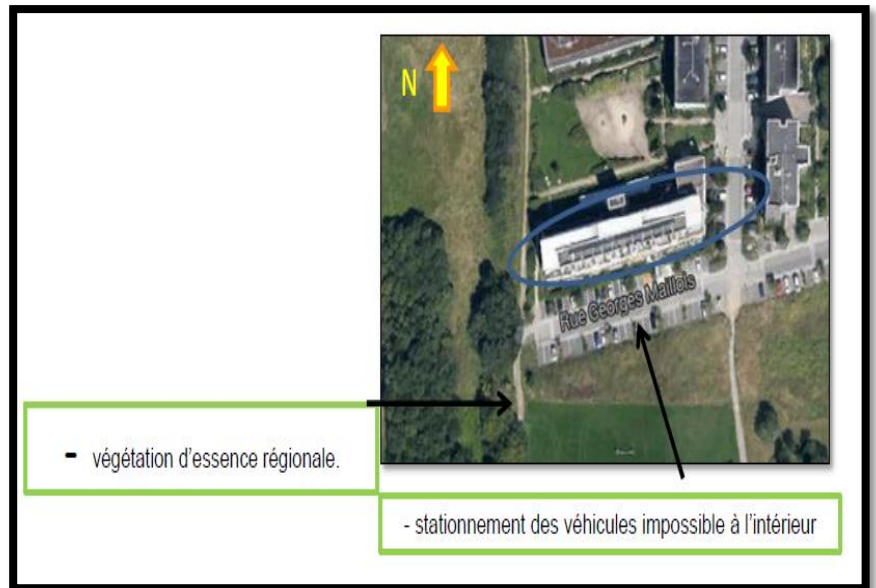 N
Rue Georges Maillols
- végétation d'essence régionale.
- stationnement des véhicules impossible à l'intérieur